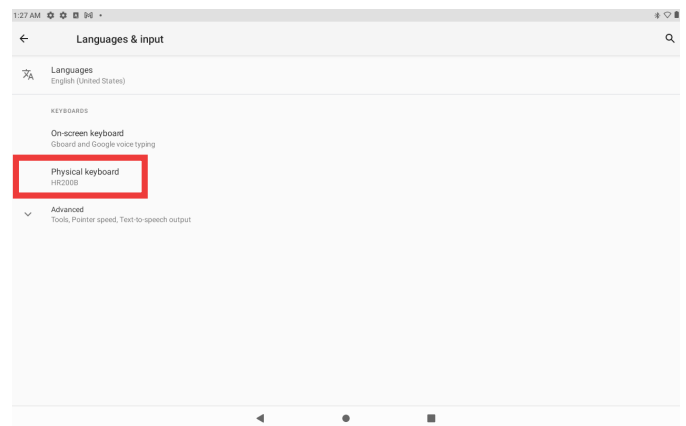 1:27 AM
Languages & input
Languages
English (United States)
KEYBOARDS
On-screen keyboard
Gboard and Google voice typing
Physical keyboard
HR200B
Advanced
Tools, Pointer speed, Text-to-speech output